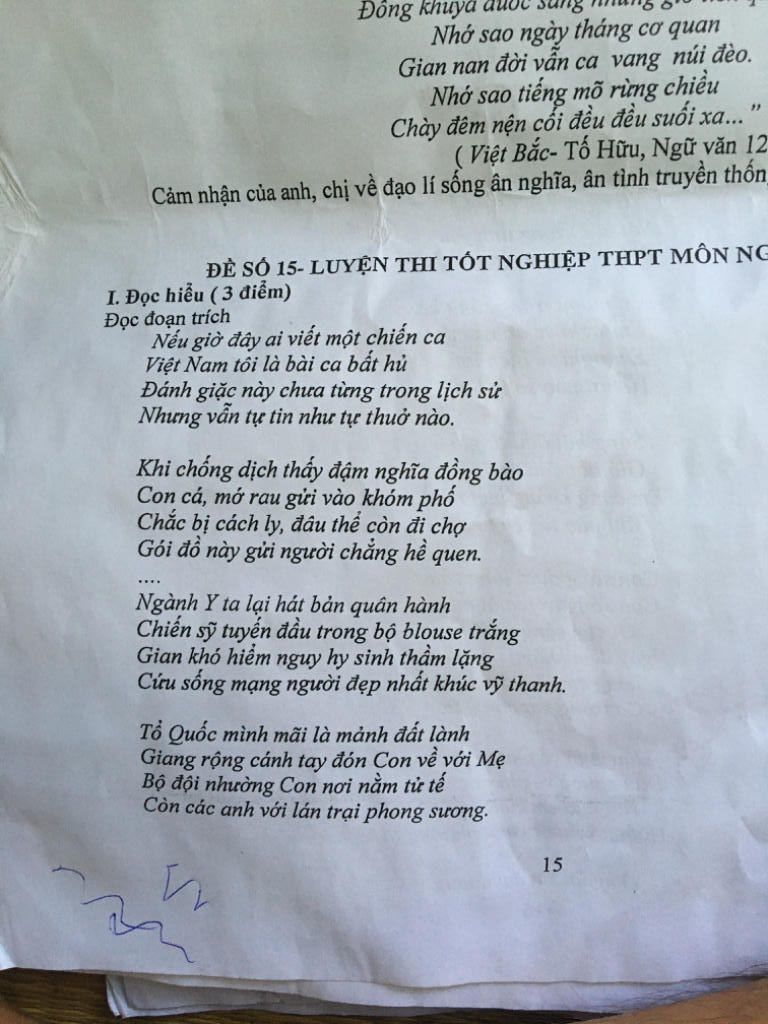 Đồng khuya đuốc sáng những giờ liên
Nhớ sao ngày tháng cơ quan
Gian nan đời vẫn ca vang núi đèo.
Nhớ sao tiếng mõ rừng chiều
Chày đêm nện cối đều đều suối xa..."
( Việt Bắc- Tố Hữu, Ngữ văn 12
Cảm nhận của anh, chị về đạo lí sống ân nghĩa, ân tình truyền thống
ĐỀ SỐ 15- LUYỆN THI TỐT NGHIỆP THPT MÔN NG
I. Đọc hiểu ( 3 điểm)
Đọc đoạn trích
Nếu giờ đây ai viết một chiến ca
Việt Nam tôi là bài ca bất hủ
Đánh giặc này chưa từng trong lịch sử
Nhưng vẫn tự tin như tự thuở nào.
Khi chống dịch thấy đậm nghĩa đồng bào
Con cá, mớ rau gửi vào khóm phố
Chắc bị cách ly, đâu thể còn đi chợ
Gói đồ này gửi người chẳng hề quen.
....
Ngành Y ta lại hát bản quân hành
Chiến sỹ tuyến đầu trong bộ blouse trắng
Gian khó hiểm nguy hy sinh thầm lặng
Cứu sống mạng người đẹp nhất khúc vỹ thanh.
Tổ Quốc mình mãi là mảnh đất lành
Giang rộng cánh tay đón Con về với Mẹ
Bộ đội nhường Con nơi nằm tử tế
Còn các anh với lán trại phong sương.
15